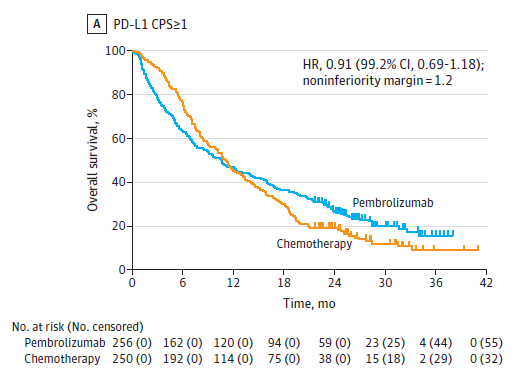 A PD-L1 CPS≥1
HR, 0.91 (99.2% CI, 0.69-1.18);
noninferiority margin = 1.2
Overall survival, %
100
80
60
40
20
0
Pembrolizumab
Chemotherapy
0 6 12 18 24 30 36 42
Time, mo
No. at risk (No. censored)
Pembrolizumab 256 (0) 162 (0) 120 (0) 94 (0) 59 (0) 23 (25) 4 (44) 0 (55)
Chemotherapy 250 (0) 192 (0) 114 (0) 75 (0) 38 (0) 15 (18) 2 (29) 0 (32)